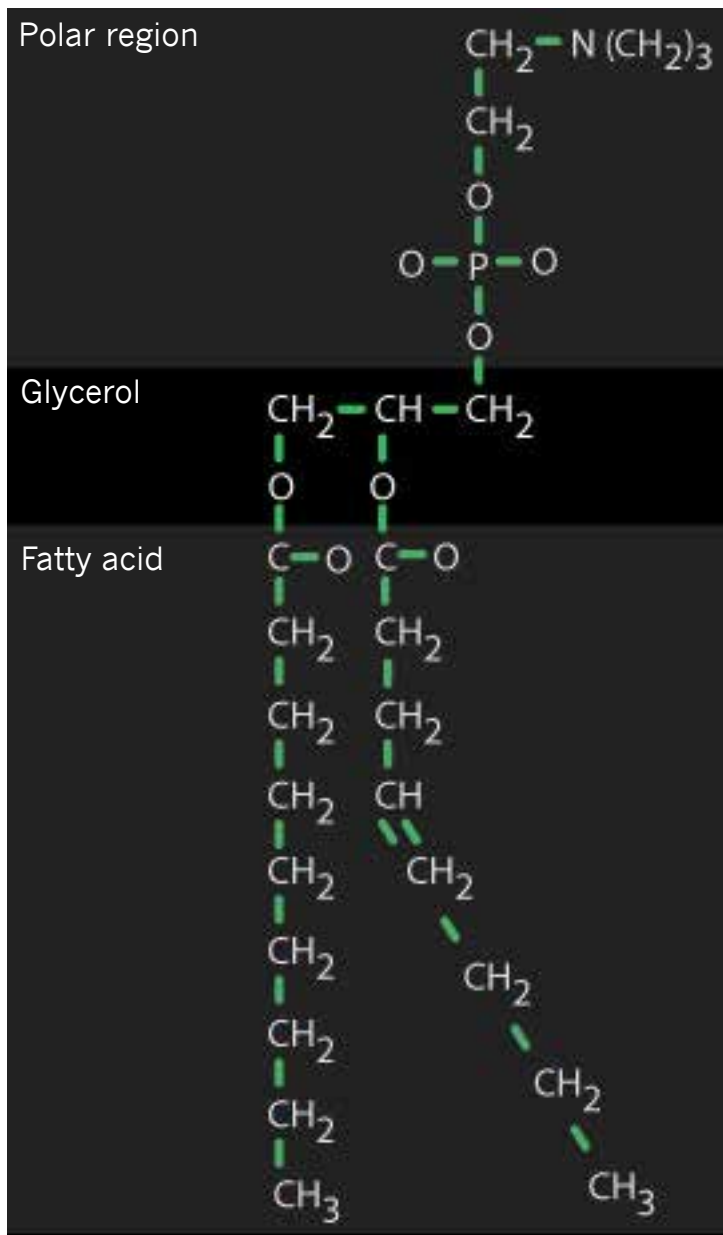 Polar region
CH2 N (CH2)3
CH2
O
O P O
O
Glycerol
CH2 CH CH2
O O
Fatty acid
C O C O
CH2 CH2
CH2 CH2
CH2 CH
CH2 CH2
CH2 CH2
CH2 CH2
CH2
CH3 CH3